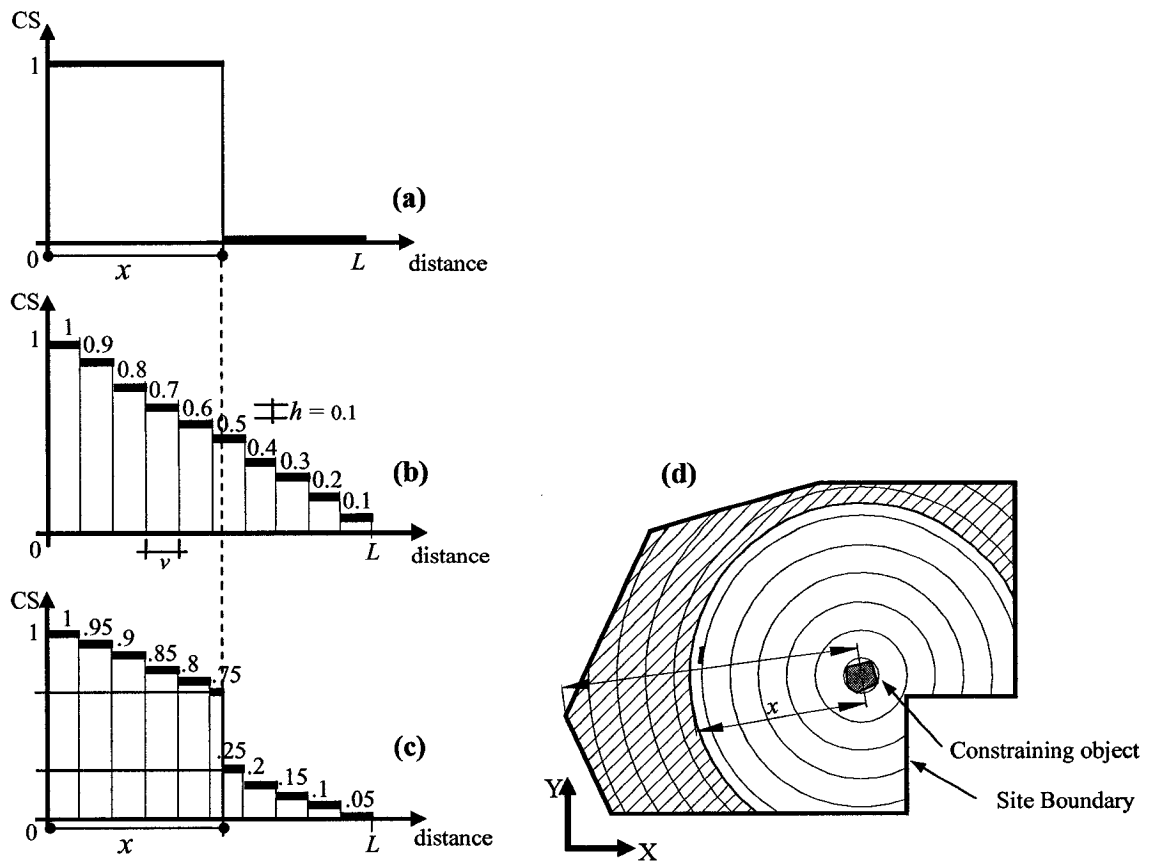 CS
1
(a)
0
x
L
distance
CS
1
1
0.9
0.8
0.7
0.6
0.5
0.4
0.3
0.2
0.1
h = 0.1
(b)
0
v
L
distance
CS
1
1
.95
.9
.85
.8
.75
.25
.2
.15
.1
.05
(c)
0
x
L
distance
(d)
x
Constraining object
Site Boundary
Y
X